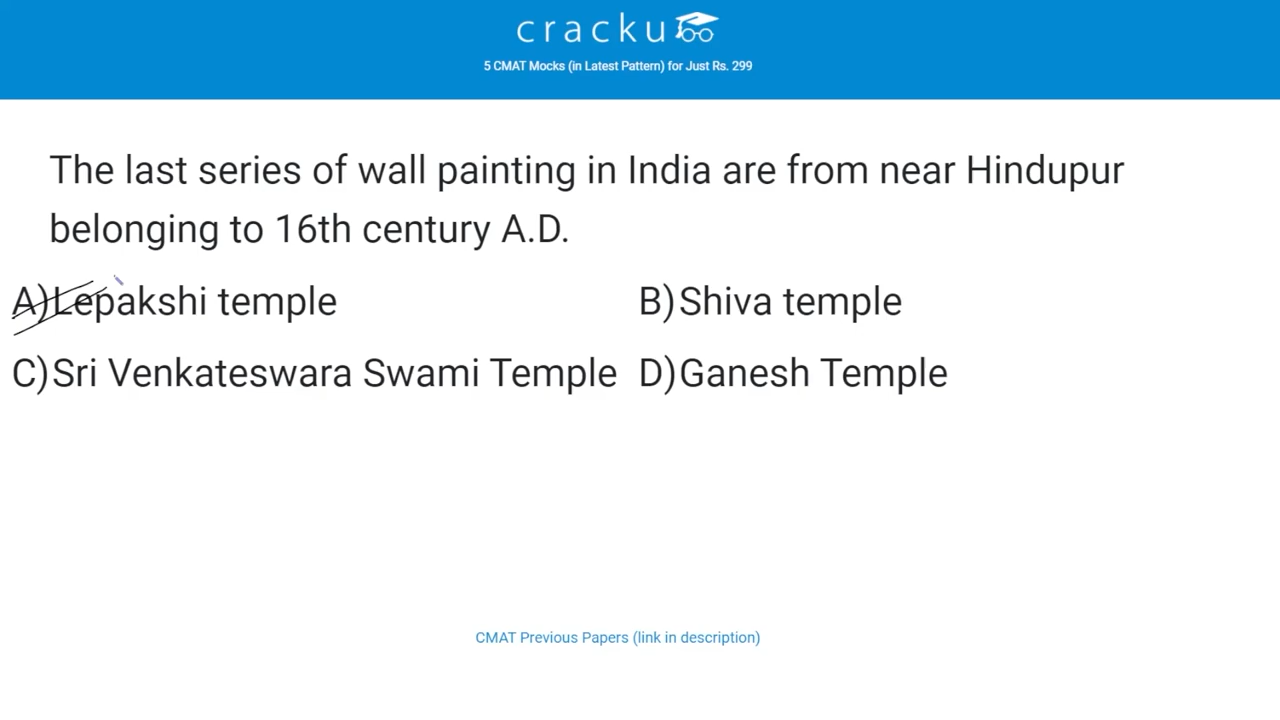 cracku
5 CMAT Mocks (in Latest Pattern) for Just Rs. 299
The last series of wall painting in India are from near Hindupur
belonging to 16th century A.D.
A)Lepakshi temple B)Shiva temple
C)Sri Venkateswara Swami Temple D)Ganesh Temple
CMAT Previous Papers (link in description)